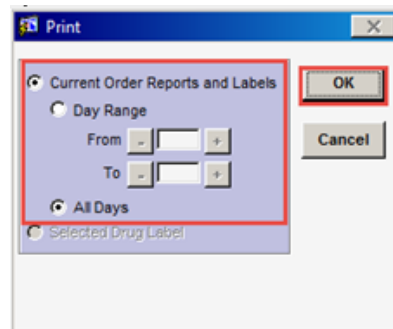 Print
Current Order Reports and Labels
OK
Day Range
From - +
Cancel
To - +
All Days
Selected Drug Label